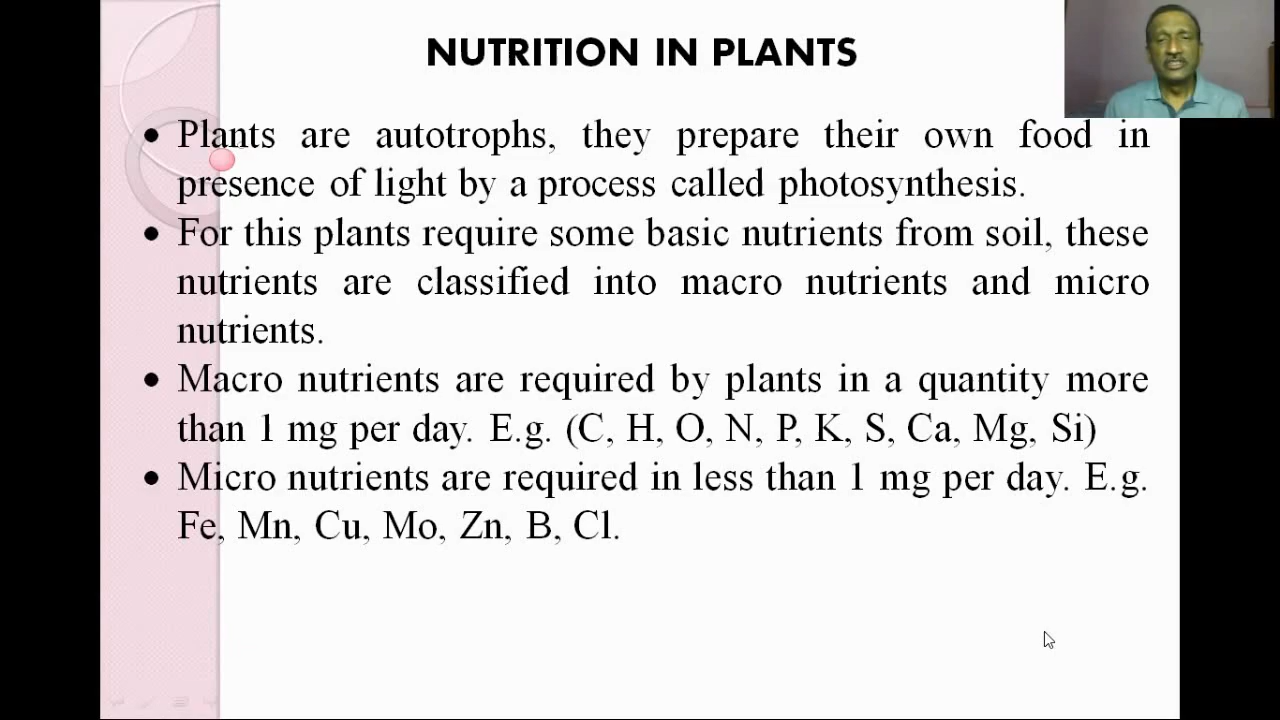 NUTRITION IN PLANTS
• Plants are autotrophs, they prepare their own food in
presence of light by a process called photosynthesis.
• For this plants require some basic nutrients from soil, these
nutrients are classified into macro nutrients and micro
nutrients.
• Macro nutrients are required by plants in a quantity more
than 1 mg per day. E.g. (C, H, O, N, P, K, S, Ca, Mg, Si)
• Micro nutrients are required in less than 1 mg per day. E.g.
Fe, Mn, Cu, Mo, Zn, B, Cl.